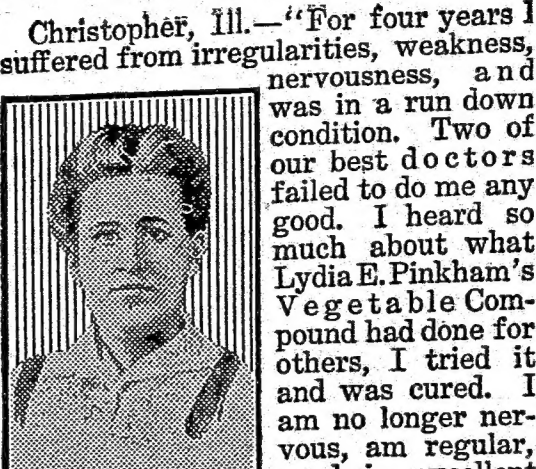 Christopher, Ill.—“For four years I
suffered from irregularities, weakness,
nervousness, and
was in a run down
condition. Two of
our best doctors
failed to do me any
good. I heard so
much about what
Lydia E. Pinkham's
Vegetable Com-
pound had done for
others, I tried it
and was cured. I
am no longer ner-
vous, am regular,
excellent